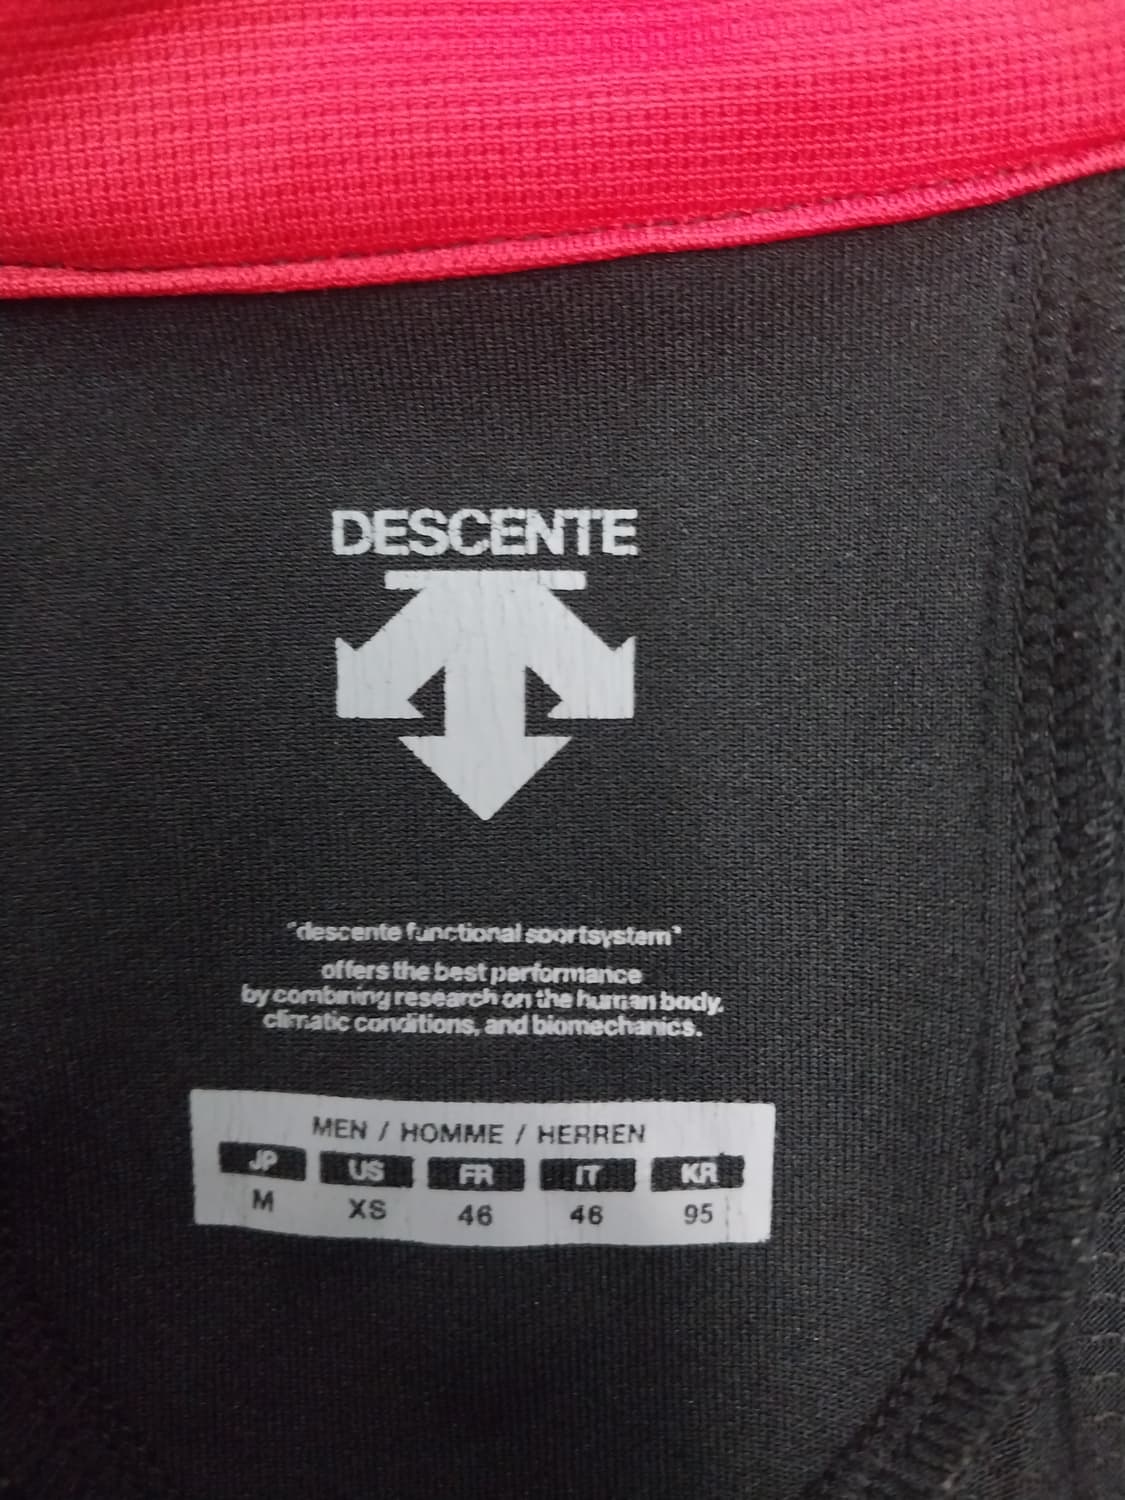 DESCENTE
"descente functional sportsystem"
offers the best performance
by combining research on the human body,
climatic conditions, and biomechanics.
MEN / HOMME / HERREN
JP US FR IT KR
M XS 46 46 95